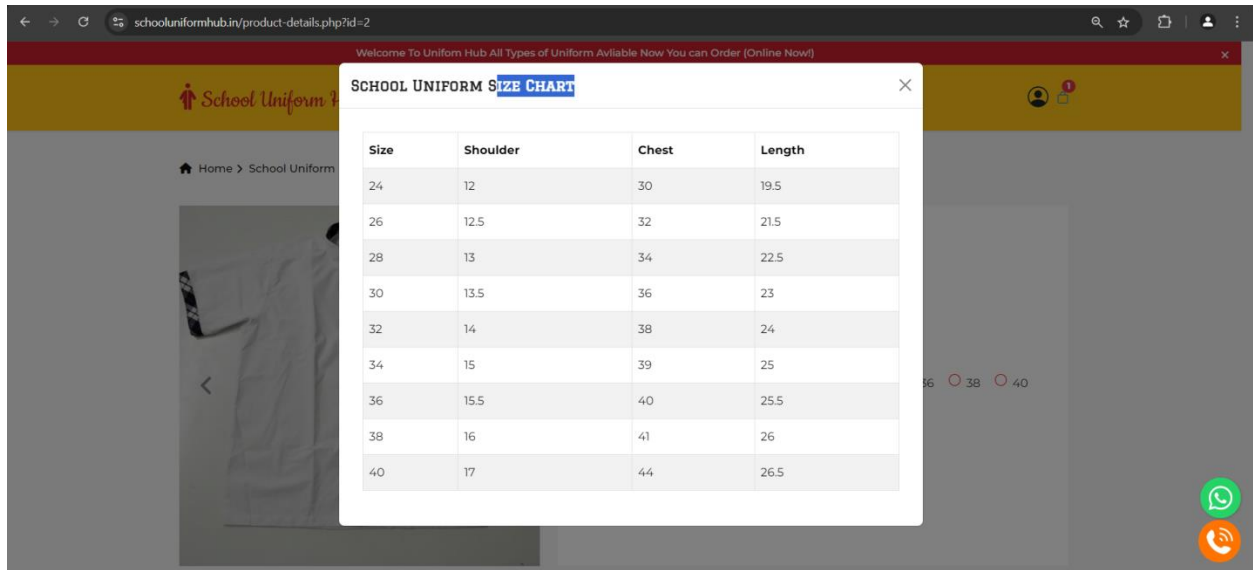 schooluniformhub.in/product-details.php?id=2
Welcome To Unifom Hub All Types of Uniform Avliable Now You can Order (Online Now!)
x
School Uniform H
1
School Uniform Size Chart
Home > School Uniform
Size Shoulder Chest Length
24 12 30 19.5
26 12.5 32 21.5
28 13 34 22.5
30 13.5 36 23
32 14 38 24
34 15 39 25
36 15.5 40 25.5
38 16 41 26
40 17 44 26.5
36 38 40